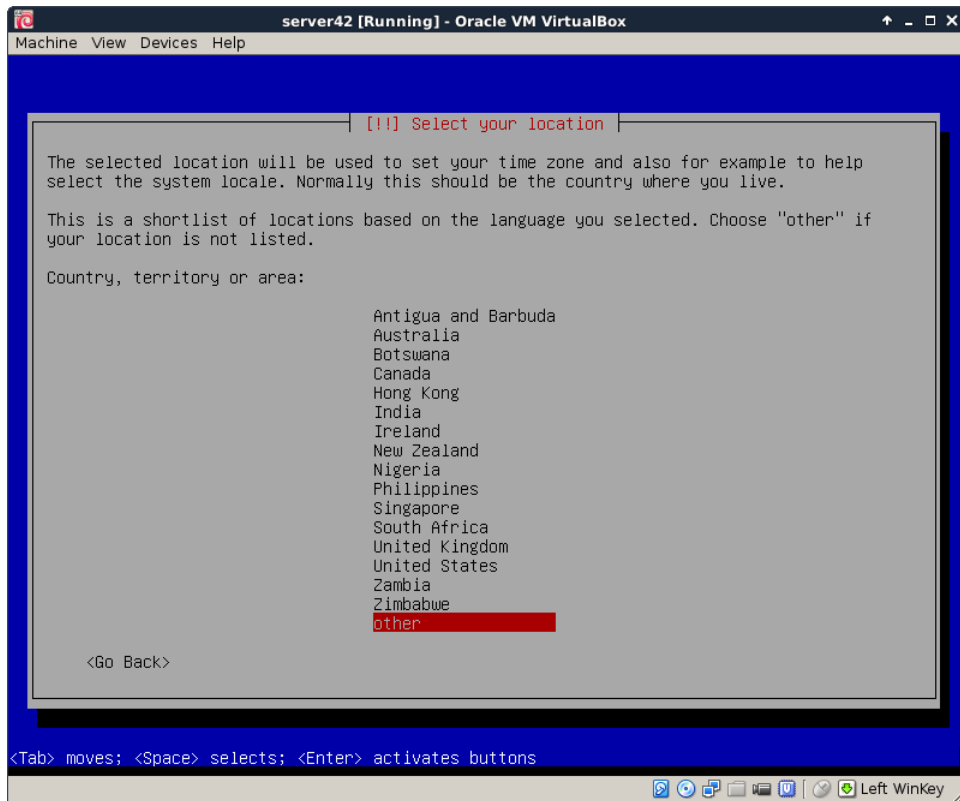 server42 [Running] - Oracle VM VirtualBox
Machine View Devices Help
[!!] Select your location
The selected location will be used to set your time zone and also for example to help
select the system locale. Normally this should be the country where you live.
This is a shortlist of locations based on the language you selected. Choose "other" if
your location is not listed.
Country, territory or area:
Antigua and Barbuda
Australia
Botswana
Canada
Hong Kong
India
Ireland
New Zealand
Nigeria
Philippines
Singapore
South Africa
United Kingdom
United States
Zambia
Zimbabwe
other
<Go Back>
<Tab> moves; <Space> selects; <Enter> activates buttons
Left WinKey